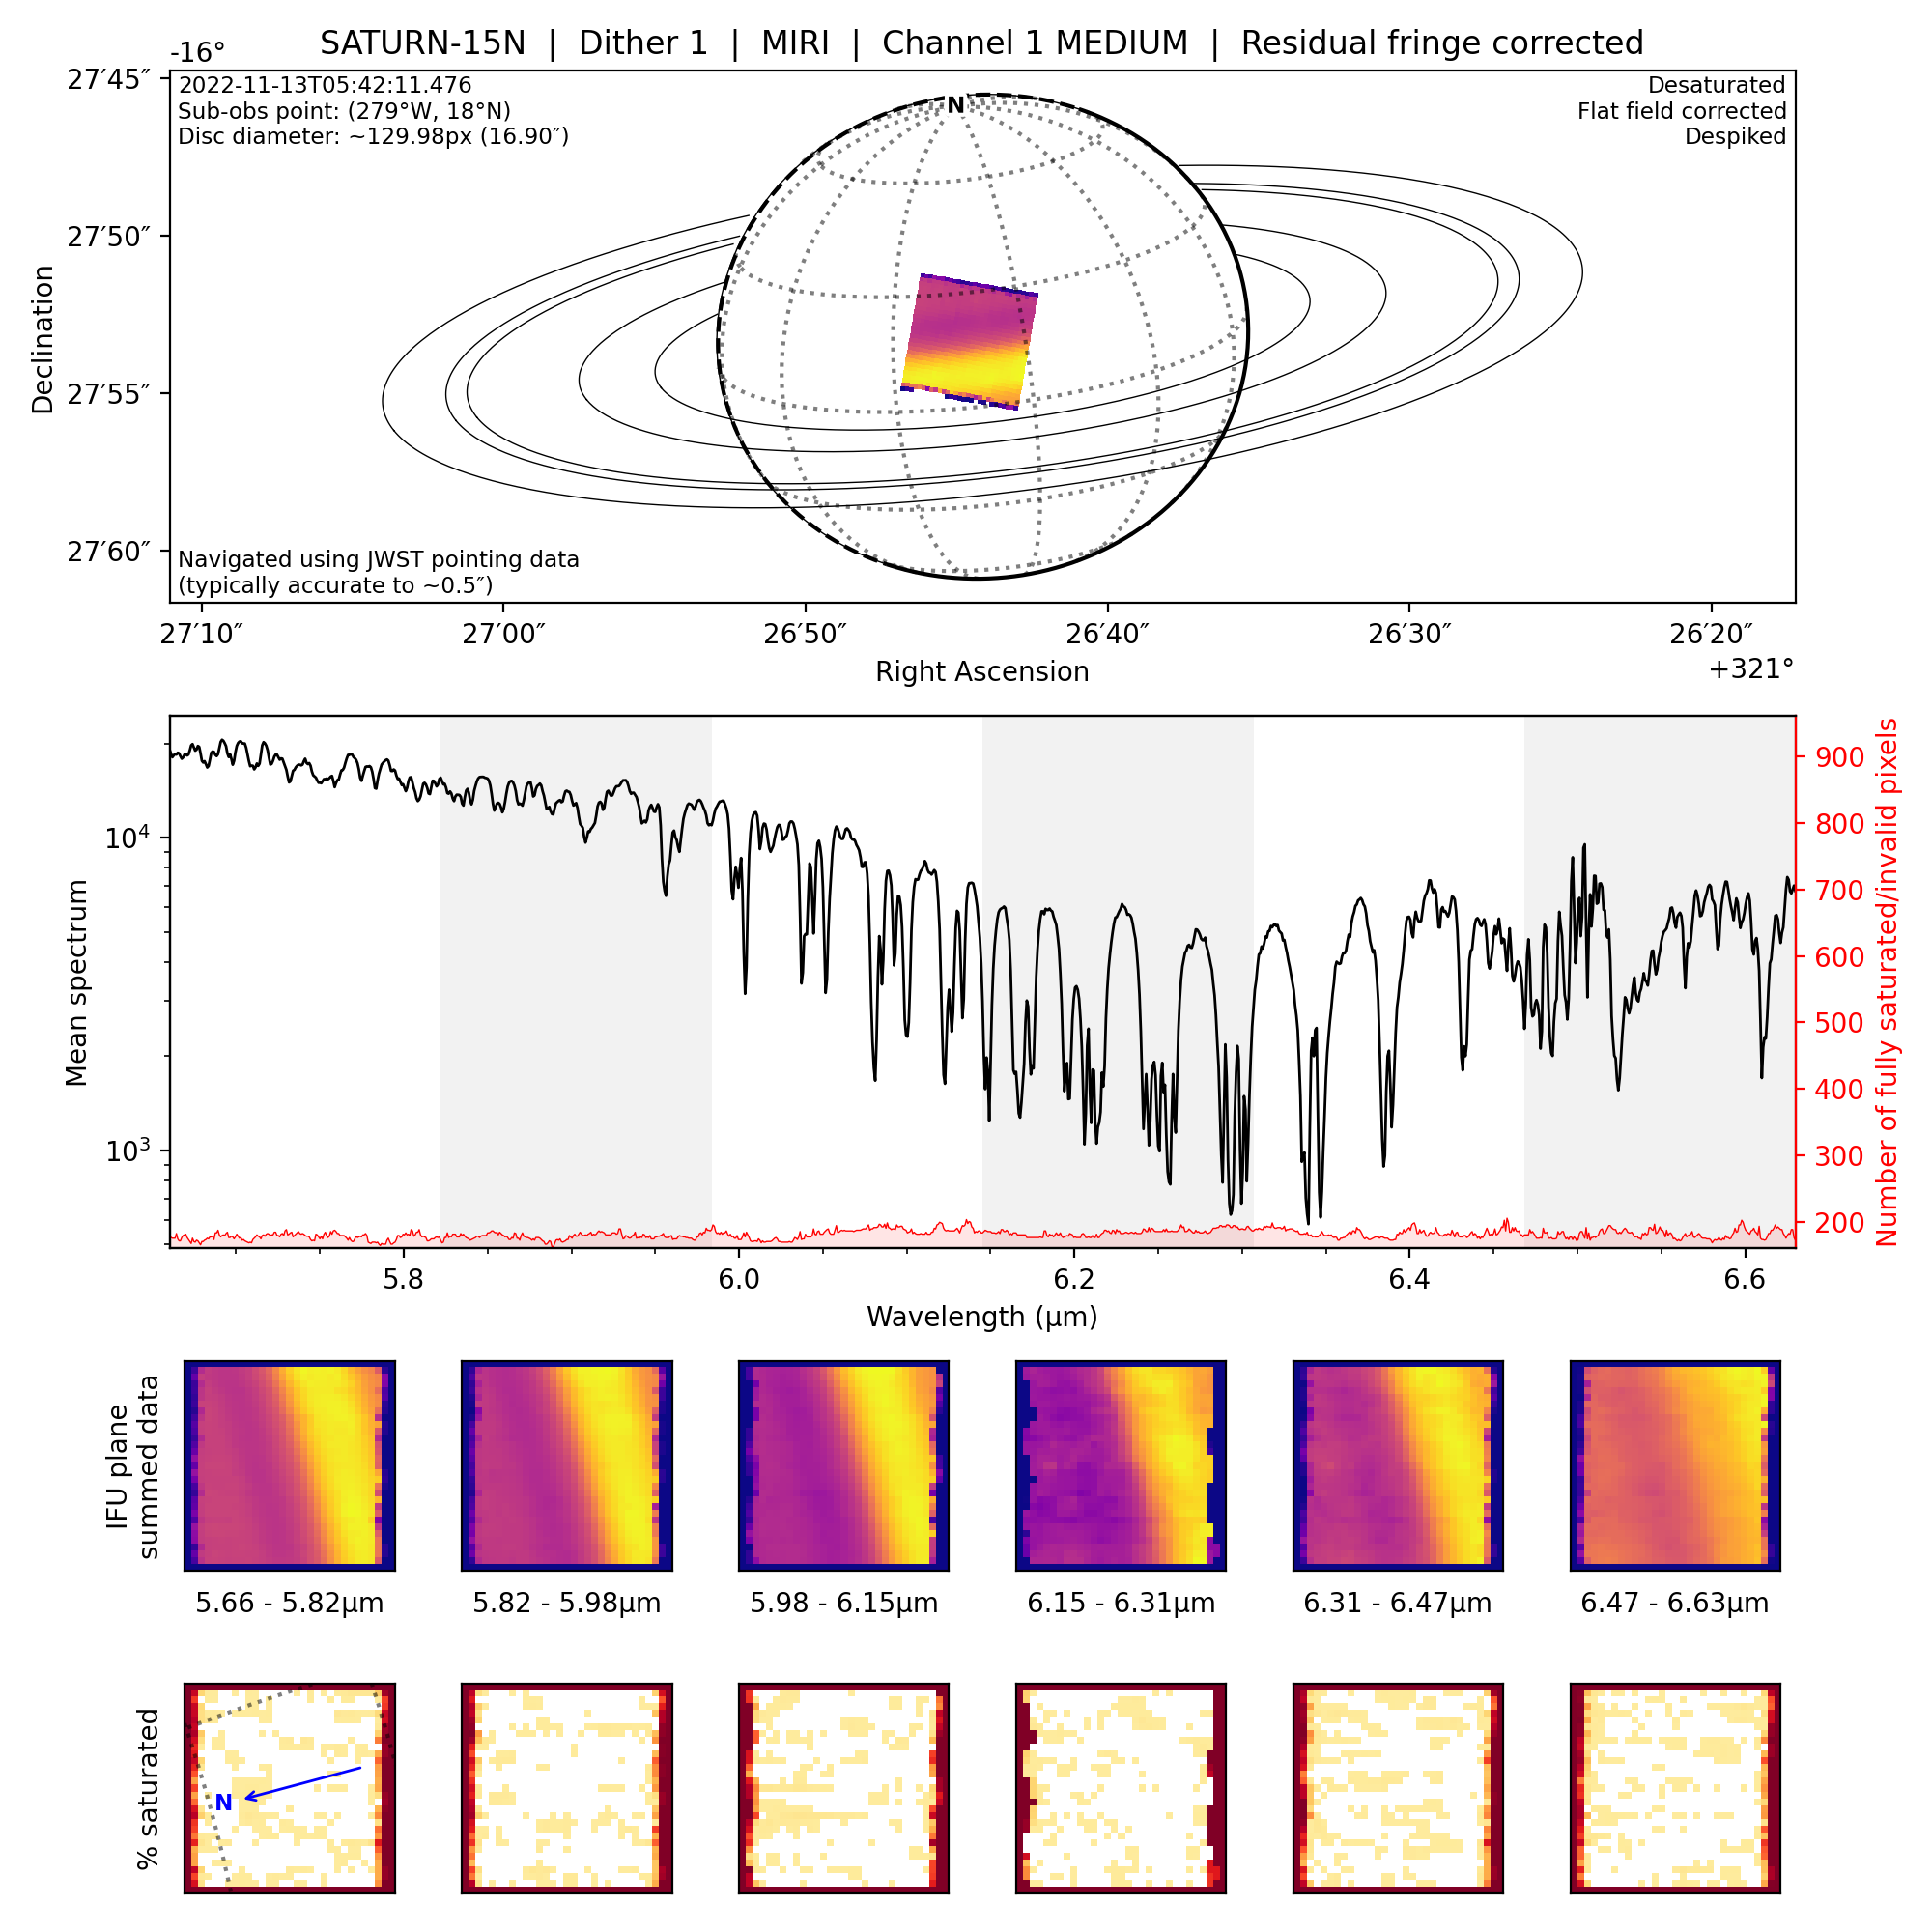 SATURN-15N | Dither 1 | MIRI | Channel 1 MEDIUM | Residual fringe corrected
-16°
2022-11-13T05:42:11.476
Sub-obs point: (279°W, 18°N)
Disc diameter: ~129.98px (16.90″)
Desaturated
Flat field corrected
Despiked
N
27′45″
27′50″
27′55″
27′60″
Declination
Navigated using JWST pointing data
(typically accurate to ~0.5″)
27′10″ 27′00″ 26′50″ 26′40″ 26′30″ 26′20″
Right Ascension
+321°
Mean spectrum
10⁴
10³
900
800
700
600
500
400
300
200
Number of fully saturated/invalid pixels
5.8 6.0 6.2 6.4 6.6
Wavelength (µm)
IFU plane
summed data
5.66 - 5.82µm 5.82 - 5.98µm 5.98 - 6.15µm 6.15 - 6.31µm 6.31 - 6.47µm 6.47 - 6.63µm
% saturated
N